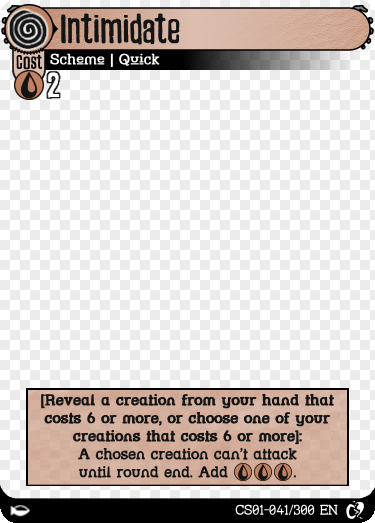 Intimidate
Cost
Scheme | Quick
2
[Reveal a creation from your hand that
costs 6 or more, or choose one of your
creations that costs 6 or more]:
A chosen creation can't attack
until round end. Add .
CS01-041/300 EN